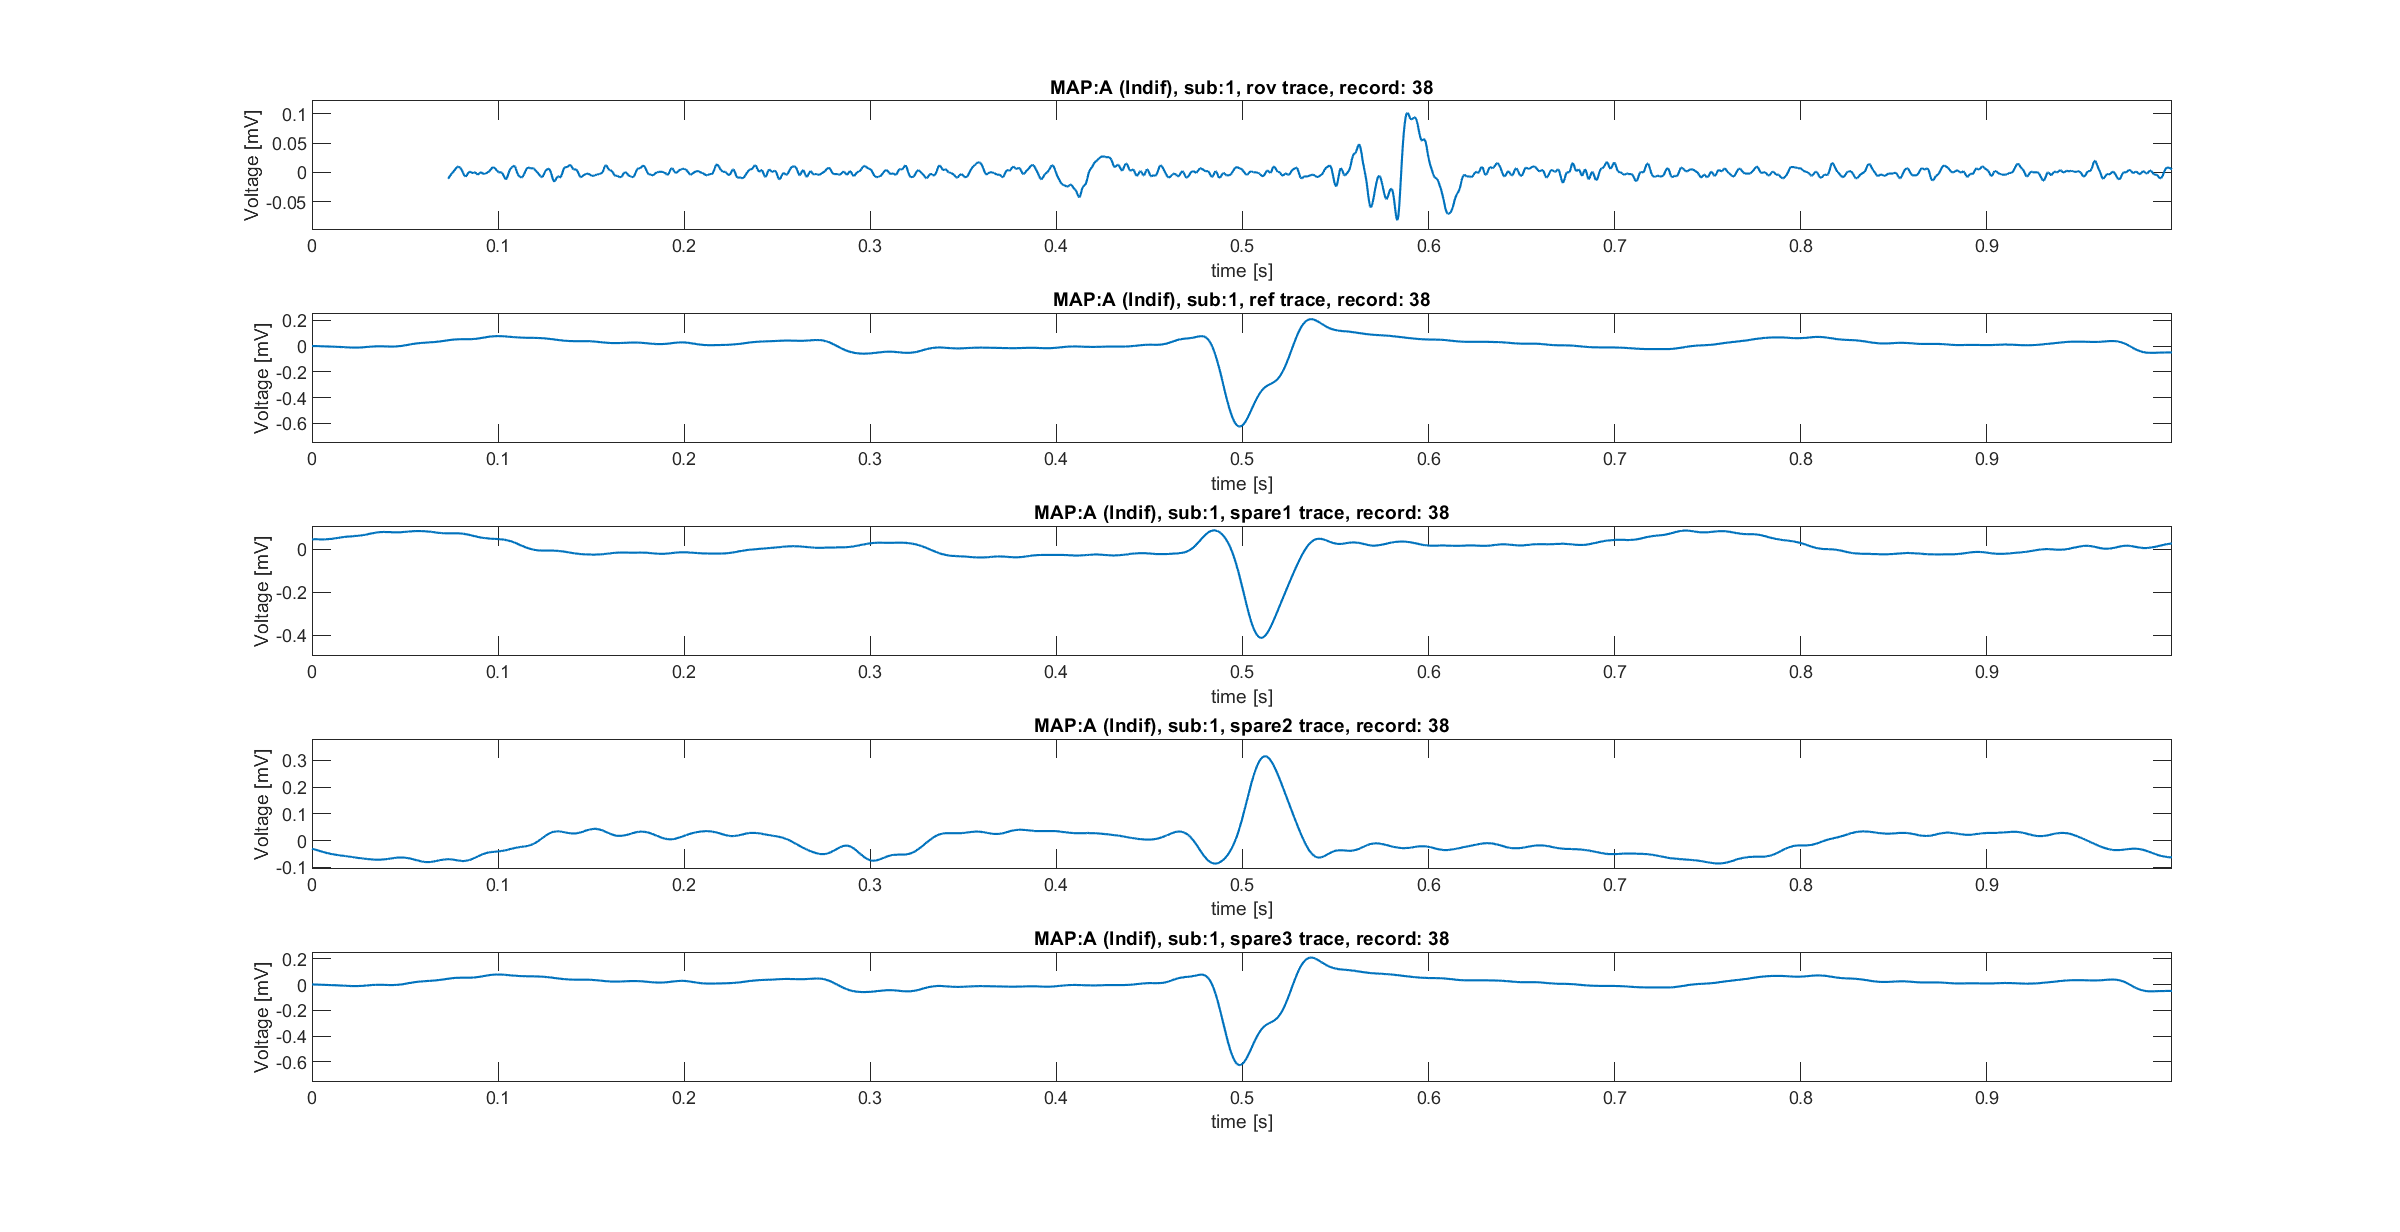 MAP:A (Indif), sub:1, rov trace, record: 38
Voltage [mV]
0.1
0.05
0
-0.05
0 0.1 0.2 0.3 0.4 0.5 0.6 0.7 0.8 0.9
time [s]
MAP:A (Indif), sub:1, ref trace, record: 38
Voltage [mV]
0.2
0
-0.2
-0.4
-0.6
0 0.1 0.2 0.3 0.4 0.5 0.6 0.7 0.8 0.9
time [s]
MAP:A (Indif), sub:1, spare1 trace, record: 38
Voltage [mV]
0
-0.2
-0.4
0 0.1 0.2 0.3 0.4 0.5 0.6 0.7 0.8 0.9
time [s]
MAP:A (Indif), sub:1, spare2 trace, record: 38
Voltage [mV]
0.3
0.2
0.1
0
-0.1
0 0.1 0.2 0.3 0.4 0.5 0.6 0.7 0.8 0.9
time [s]
MAP:A (Indif), sub:1, spare3 trace, record: 38
Voltage [mV]
0.2
0
-0.2
-0.4
-0.6
0 0.1 0.2 0.3 0.4 0.5 0.6 0.7 0.8 0.9
time [s]